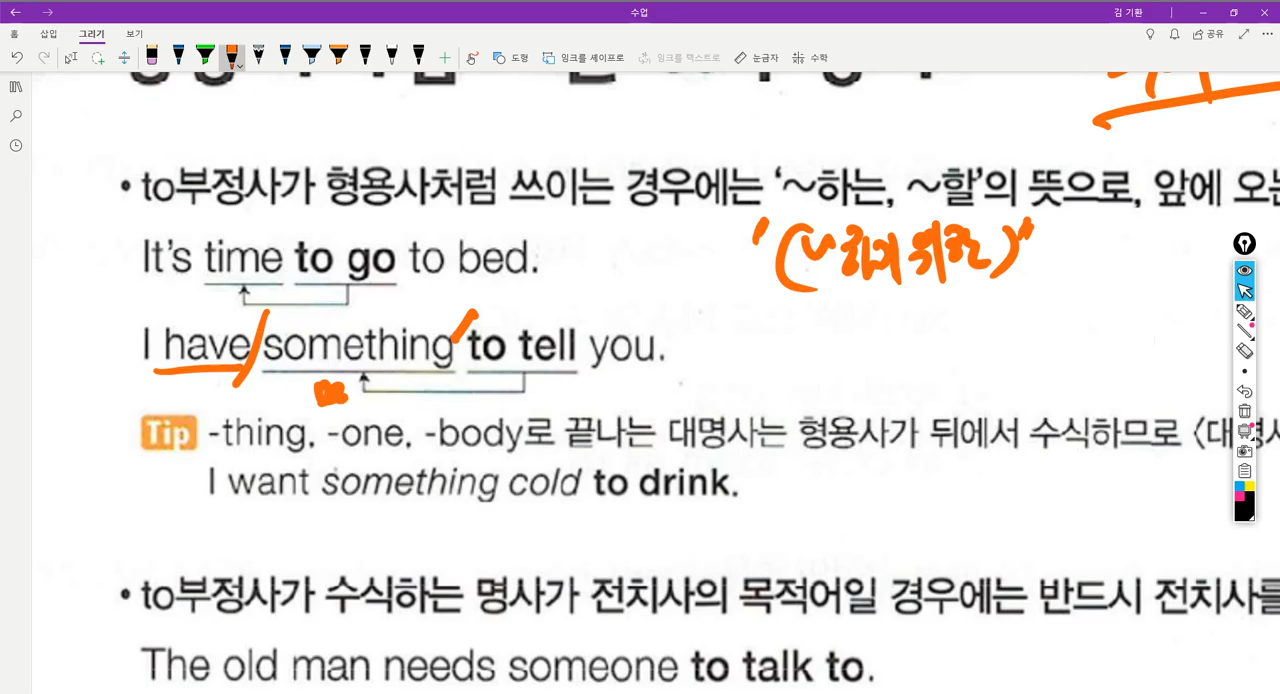 수업
김 기환
홈 삽입 그리기 보기
공유
도형 잉크를 셰이프로 잉크를 텍스트로 눈금자 수학
• to부정사가 형용사처럼 쓰이는 경우에는 '~하는, ~할'의 뜻으로, 앞에 오는
It's time to go to bed.
'(~하기 위한)"
I have something to tell you.
Tip -thing, -one, -body로 끝나는 대명사는 형용사가 뒤에서 수식하므로 〈대명사
I want something cold to drink.
• to부정사가 수식하는 명사가 전치사의 목적어일 경우에는 반드시 전치사를
The old man needs someone to talk to.